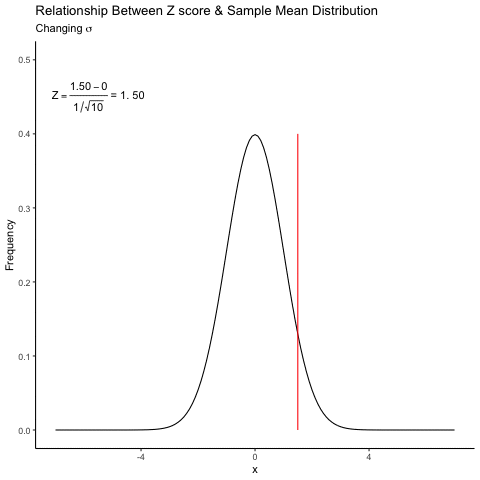 Relationship Between Z score & Sample Mean Distribution
Changing σ
0.5
Z = (1.50 − 0) / (1/√10) = 1. 50
0.4
0.3
Frequency
0.2
0.1
0.0
-4 0 4
x